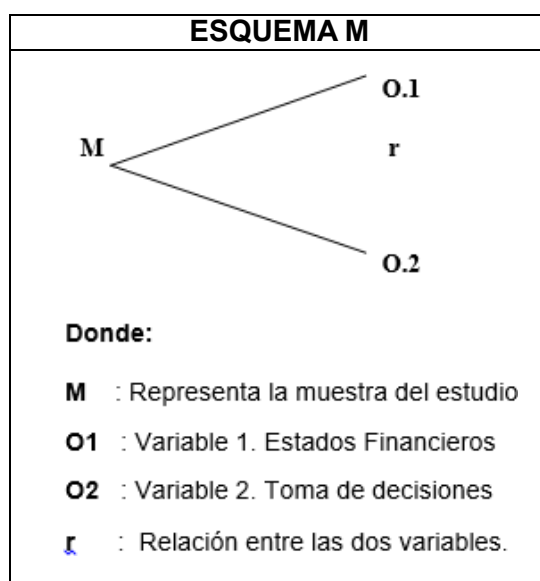 ESQUEMA M
O.1
M
r
O.2
Donde:
M : Representa la muestra del estudio
O1 : Variable 1. Estados Financieros
O2 : Variable 2. Toma de decisiones
r : Relación entre las dos variables.